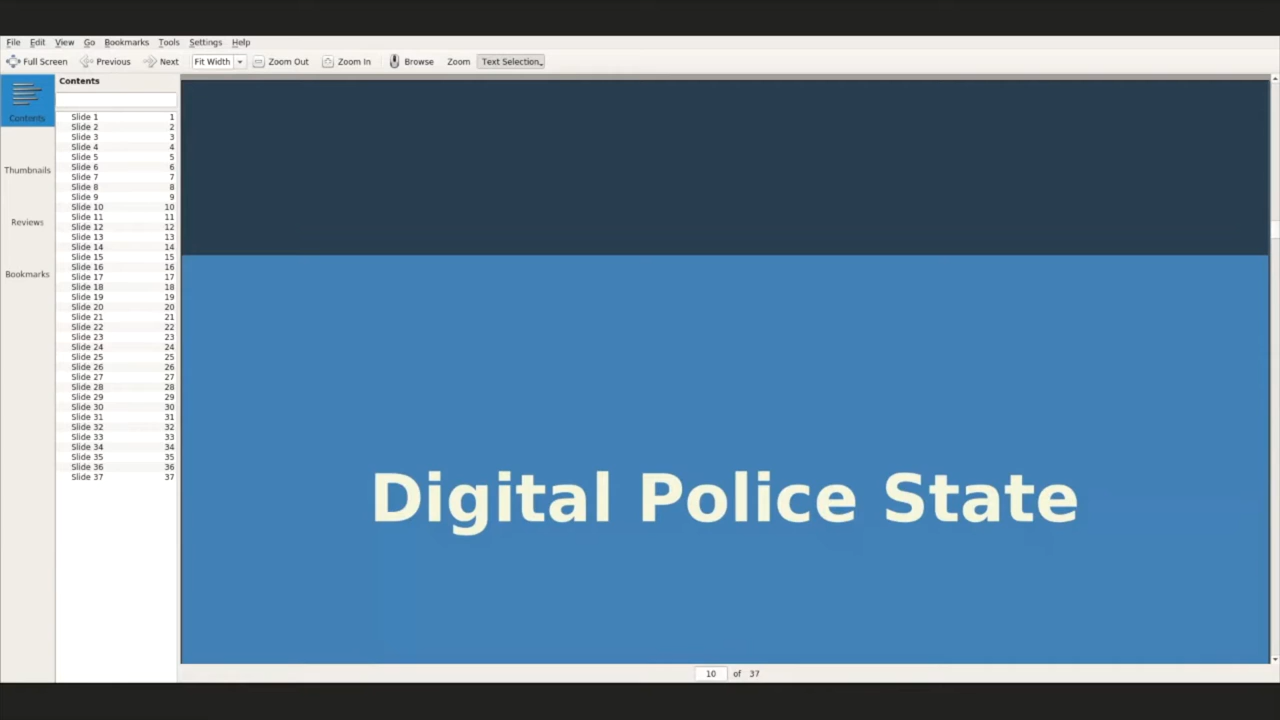 File Edit View Go Bookmarks Tools Settings Help
Full Screen Previous Next Fit Width Zoom Out Zoom In Browse Zoom Text Selection
Contents
Contents
Thumbnails
Reviews
Bookmarks
Slide 1 1
Slide 2 2
Slide 3 3
Slide 4 4
Slide 5 5
Slide 6 6
Slide 7 7
Slide 8 8
Slide 9 9
Slide 10 10
Slide 11 11
Slide 12 12
Slide 13 13
Slide 14 14
Slide 15 15
Slide 16 16
Slide 17 17
Slide 18 18
Slide 19 19
Slide 20 20
Slide 21 21
Slide 22 22
Slide 23 23
Slide 24 24
Slide 25 25
Slide 26 26
Slide 27 27
Slide 28 28
Slide 29 29
Slide 30 30
Slide 31 31
Slide 32 32
Slide 33 33
Slide 34 34
Slide 35 35
Slide 36 36
Slide 37 37
Digital Police State
10 of 37